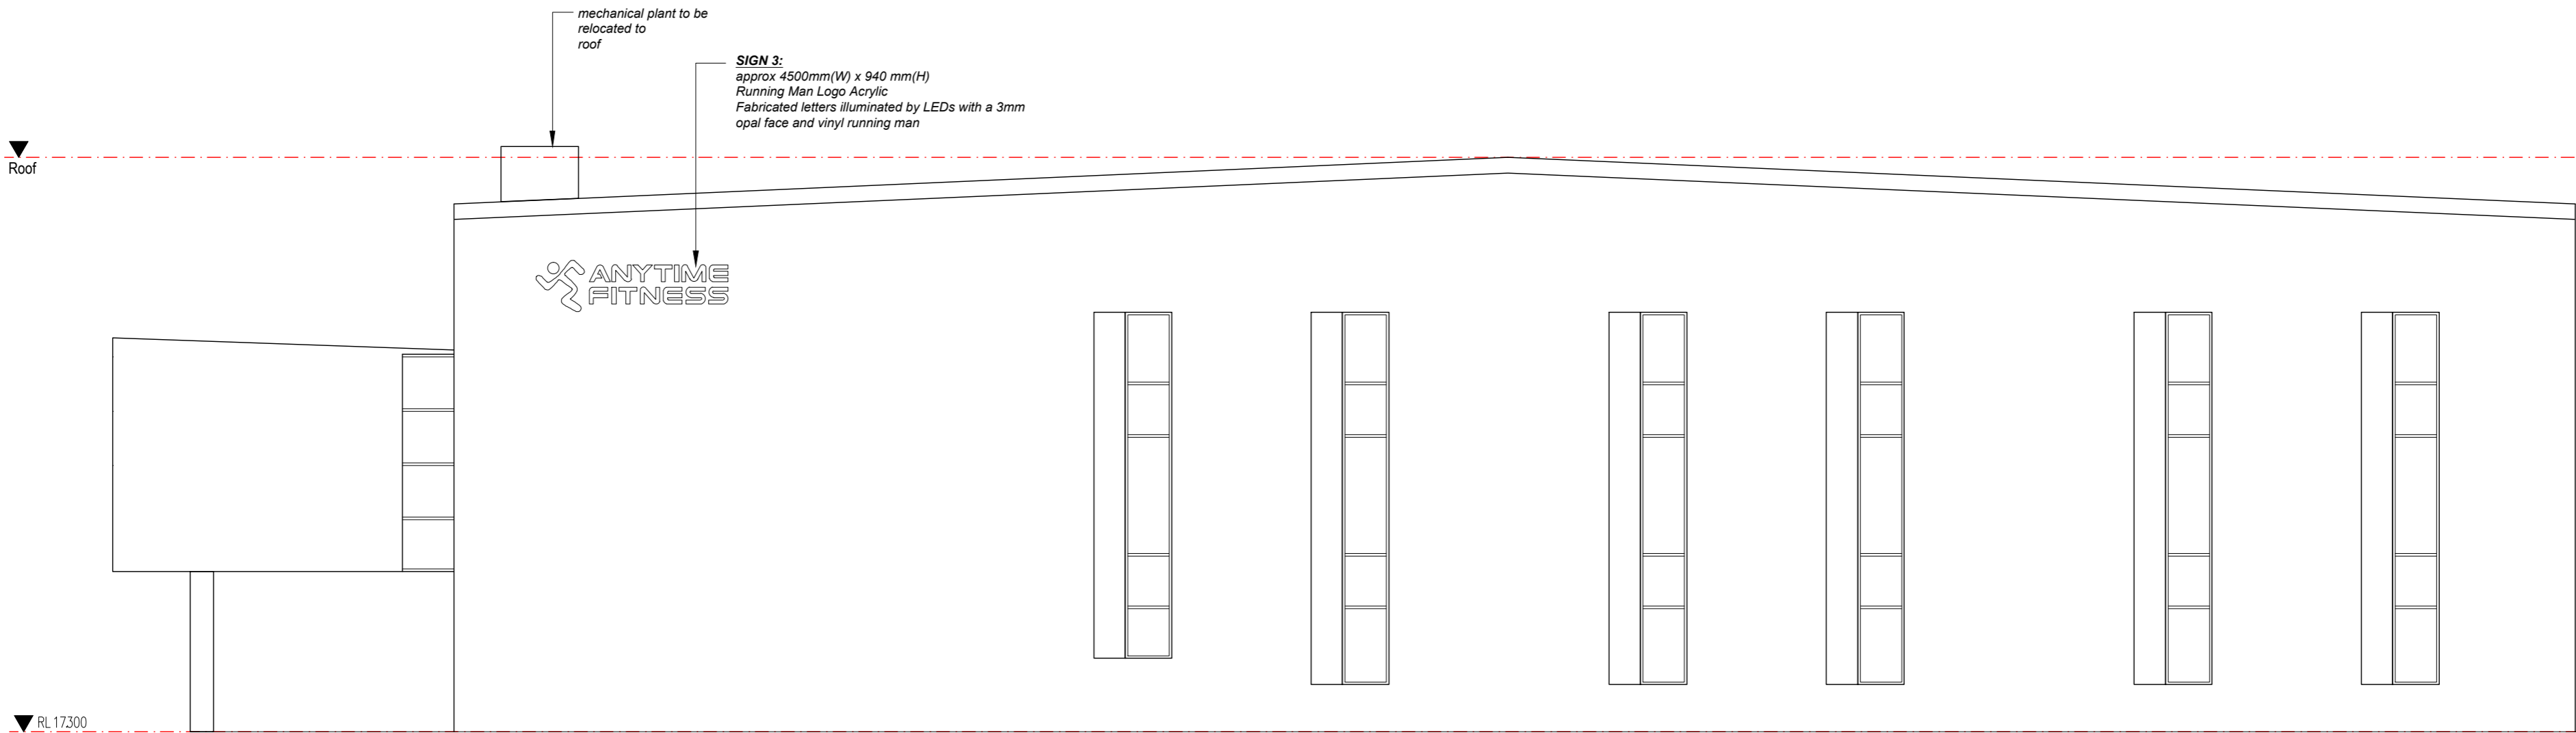 mechanical plant to be
relocated to
roof
SIGN 3:
approx 4500mm(W) x 940 mm(H)
Running Man Logo Acrylic
Fabricated letters illuminated by LEDs with a 3mm
opal face and vinyl running man
Roof
ANYTIME
FITNESS
RL 17.300